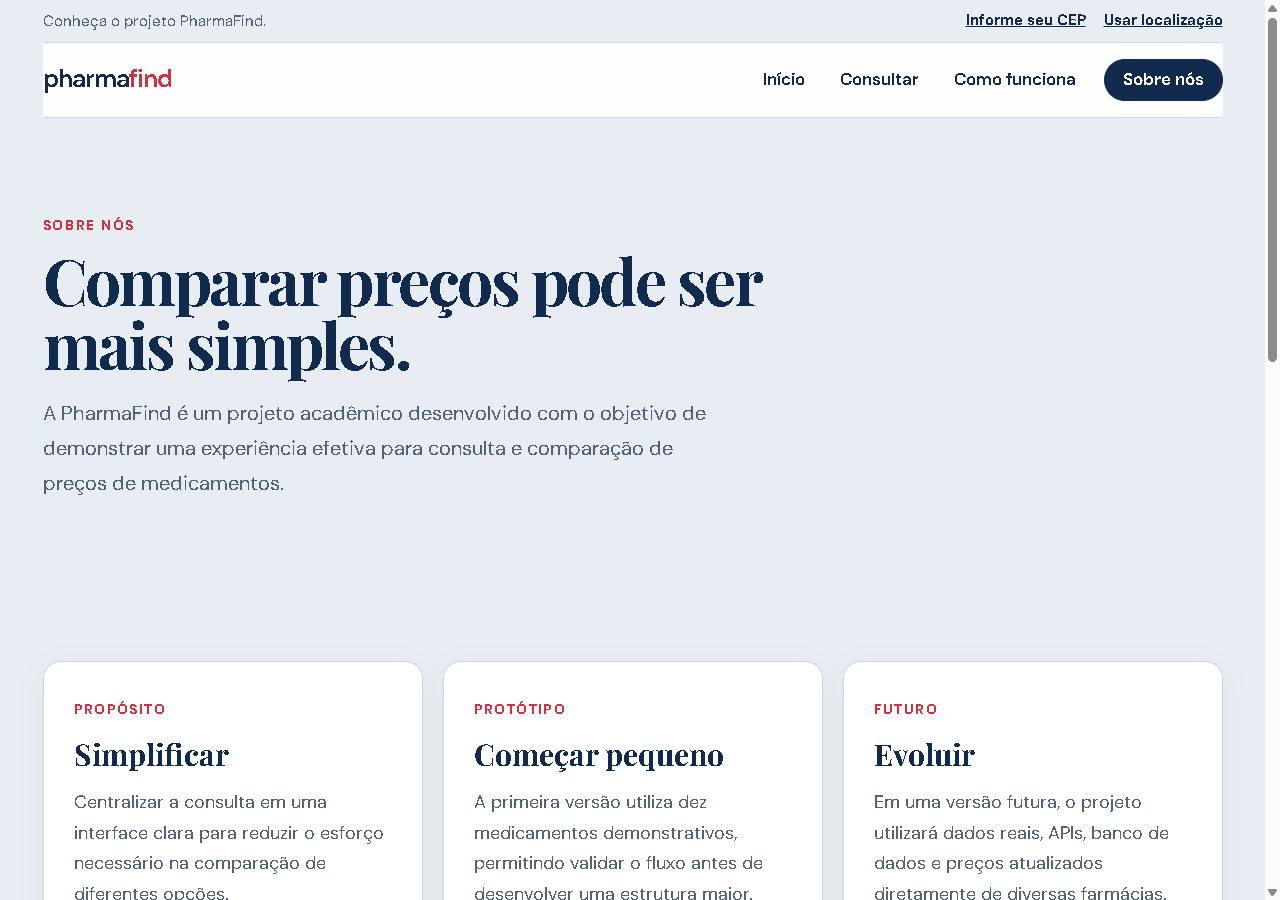 Conheça o projeto PharmaFind.
Informe seu CEP
Usar localização
pharmafind
Início
Consultar
Como funciona
Sobre nós
SOBRE NÓS
Comparar preços pode ser
mais simples.
A PharmaFind é um projeto acadêmico desenvolvido com o objetivo de
demonstrar uma experiência efetiva para consulta e comparação de
preços de medicamentos.
PROPÓSITO
Simplificar
Centralizar a consulta em uma
interface clara para reduzir o esforço
necessário na comparação de
diferentes opções.
PROTÓTIPO
Começar pequeno
A primeira versão utiliza dez
medicamentos demonstrativos,
permitindo validar o fluxo antes de
desenvolver uma estrutura maior.
FUTURO
Evoluir
Em uma versão futura, o projeto
utilizará dados reais, APIs, banco de
dados e preços atualizados
diretamente de diversas farmácias.